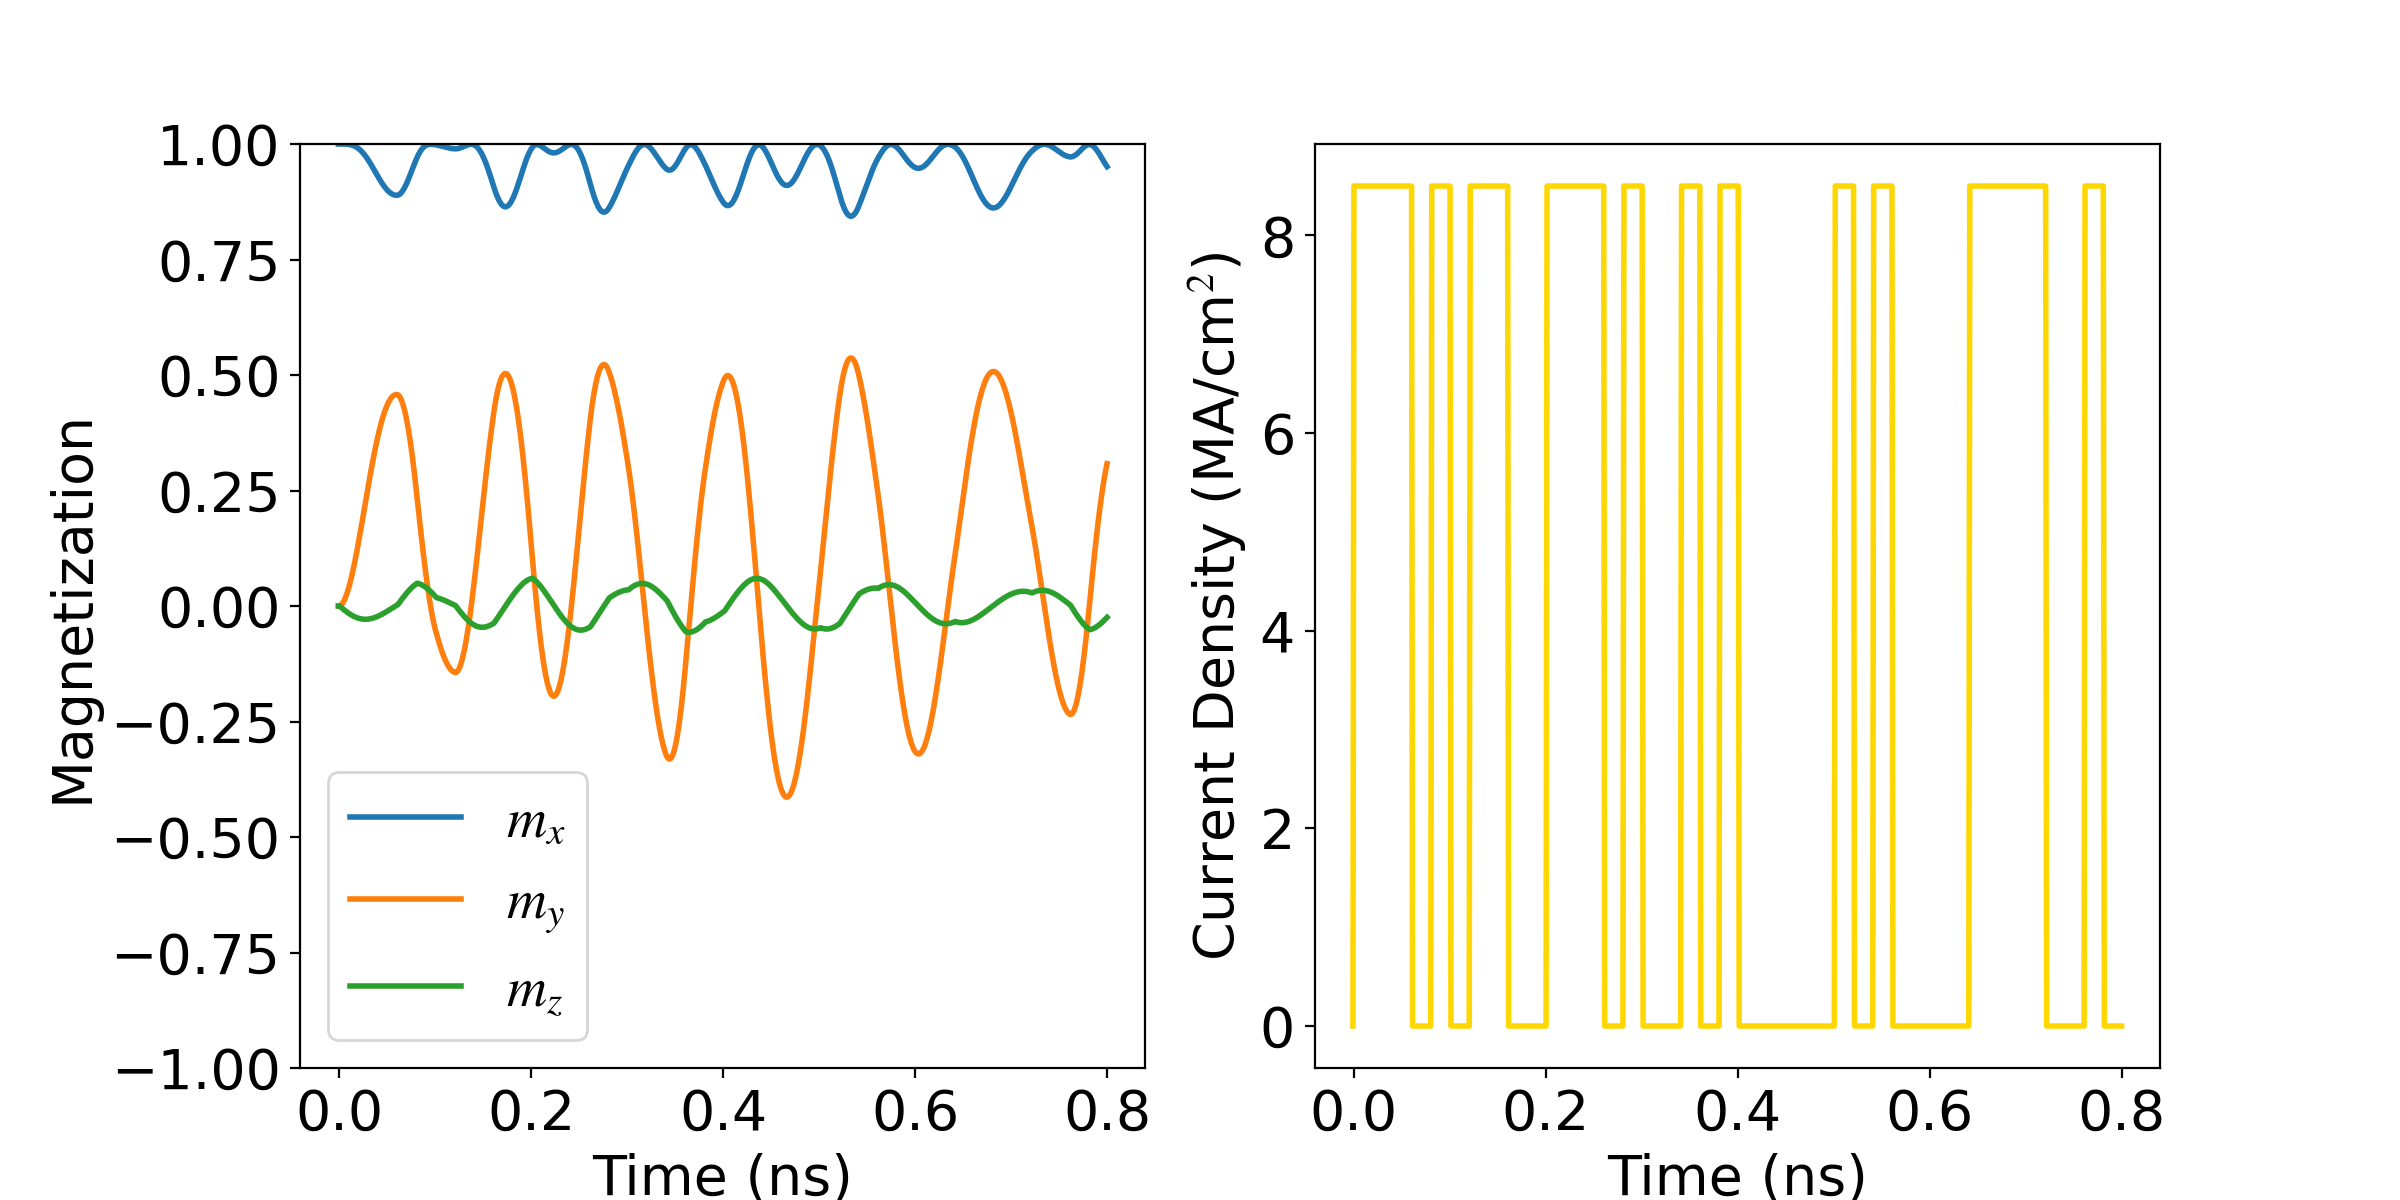 Magnetization
1.00
0.75
0.50
0.25
0.00
−0.25
−0.50
−0.75
−1.00
m_x
m_y
m_z
0.0 0.2 0.4 0.6 0.8
Time (ns)
Current Density (MA/cm²)
8
6
4
2
0
0.0 0.2 0.4 0.6 0.8
Time (ns)